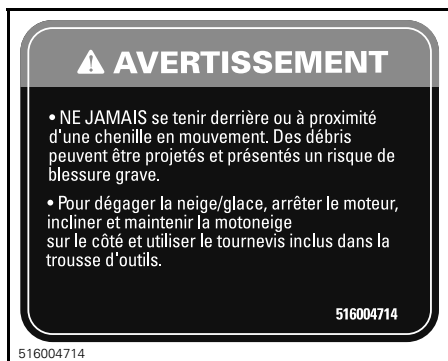 AVERTISSEMENT
• NE JAMAIS se tenir derrière ou à proximité
d'une chenille en mouvement. Des débris
peuvent être projetés et présentés un risque de
blessure grave.
• Pour dégager la neige/glace, arrêter le moteur,
incliner et maintenir la motoneige
sur le côté et utiliser le tournevis inclus dans la
trousse d'outils.
516004714
516004714